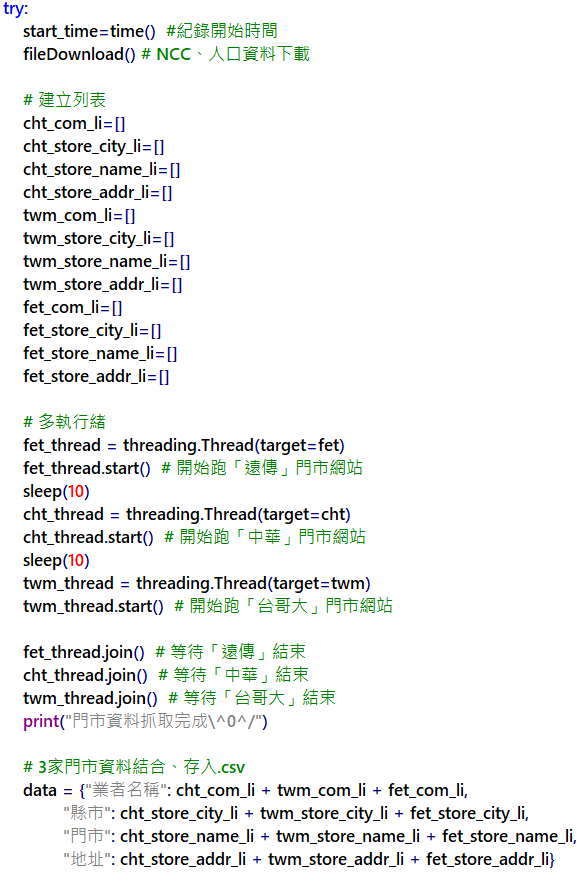 try:
start_time=time() #紀錄開始時間
fileDownload() # NCC、人口資料下載
# 建立列表
cht_com_li=[]
cht_store_city_li=[]
cht_store_name_li=[]
cht_store_addr_li=[]
twm_com_li=[]
twm_store_city_li=[]
twm_store_name_li=[]
twm_store_addr_li=[]
fet_com_li=[]
fet_store_city_li=[]
fet_store_name_li=[]
fet_store_addr_li=[]
# 多執行緒
fet_thread = threading.Thread(target=fet)
fet_thread.start() # 開始跑「遠傳」門市網站
sleep(10)
cht_thread = threading.Thread(target=cht)
cht_thread.start() # 開始跑「中華」門市網站
sleep(10)
twm_thread = threading.Thread(target=twm)
twm_thread.start() # 開始跑「台哥大」門市網站
fet_thread.join() # 等待「遠傳」結束
cht_thread.join() # 等待「中華」結束
twm_thread.join() # 等待「台哥大」結束
print("門市資料抓取完成\^0^/")
# 3家門市資料結合、存入.csv
data = {"業者名稱": cht_com_li + twm_com_li + fet_com_li,
"縣市": cht_store_city_li + twm_store_city_li + fet_store_city_li,
"門市": cht_store_name_li + twm_store_name_li + fet_store_name_li,
"地址": cht_store_addr_li + twm_store_addr_li + fet_store_addr_li}